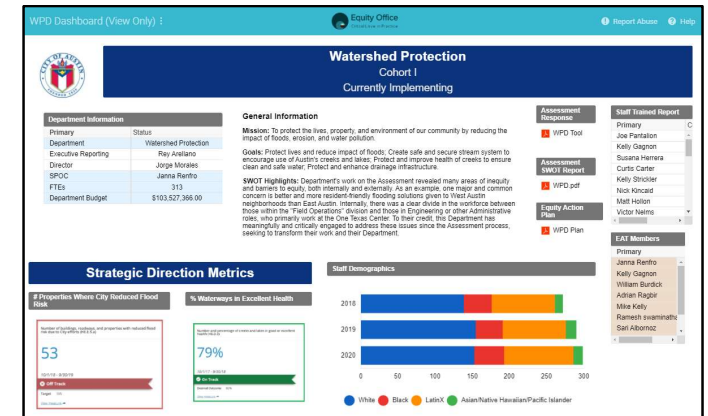 WPD Dashboard (View Only)
Equity Office
Report Abuse
Help
Watershed Protection
Cohort I
Currently Implementing
Department Information
Primary Status
Department Watershed Protection
Executive Reporting Rey Arellano
Director Jorge Morales
SPOC Janna Renfro
FTEs 313
Department Budget $103,527,366.00
General Information
Mission: To protect the lives, property, and environment of our community by reducing the
impact of floods, erosion, and water pollution.
Goals: Protect lives and reduce impact of floods; Create safe and secure stream system to
encourage use of Austin's creeks and lakes; Protect and improve health of creeks to ensure
clean and safe water; Protect and enhance drainage infrastructure.
SWOT Highlights: Department's work on the Assessment revealed many areas of inequity
and barriers to equity, both internally and externally. As an example, one major and common
concern is better and more resident-friendly flooding solutions given to West Austin
neighborhoods than East Austin. Internally, there was a clear divide in the workforce between
those within the "Field Operations" division and those in Engineering or other Administrative
roles, who primarily work at the One Texas Center. To their credit, this Department has
meaningfully and critically engaged to address these issues since the Assessment process,
seeking to transform their work and their Department.
Assessment
Response
WPD Tool
Assessment
SWOT Report
WPD.pdf
Equity Action
Plan
WPD Plan
Staff Trained Report
Primary C
Joe Pantalion
Kelly Gagnon
Susana Herrera
Curtis Carter
Kelly Strickler
Nick Kincaid
Matt Hollon
Victor Nelms
EAT Members
Primary
Janna Renfro
Kelly Gagnon
William Burdick
Adrian Ragbir
Mike Kelly
Ramesh swaminatha
Sari Albornoz
Strategic Direction Metrics
# Properties Where City Reduced Flood
Risk
53
Off Track
Target
% Waterways in Excellent Health
79%
On Track
Staff Demographics
2018
2019
2020
0 50 100 150 200 250 300
White Black LatinX Asian/Native Hawaiian/Pacific Islander